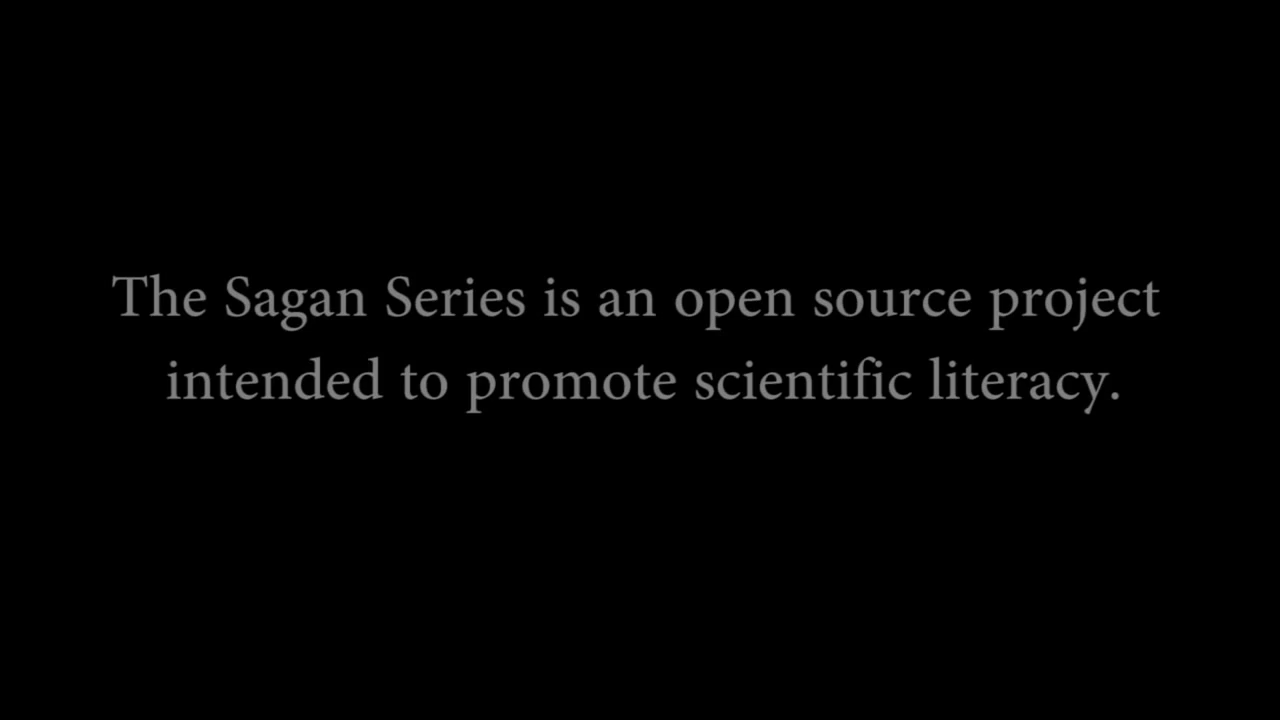 The Sagan Series is an open source project
intended to promote scientific literacy.